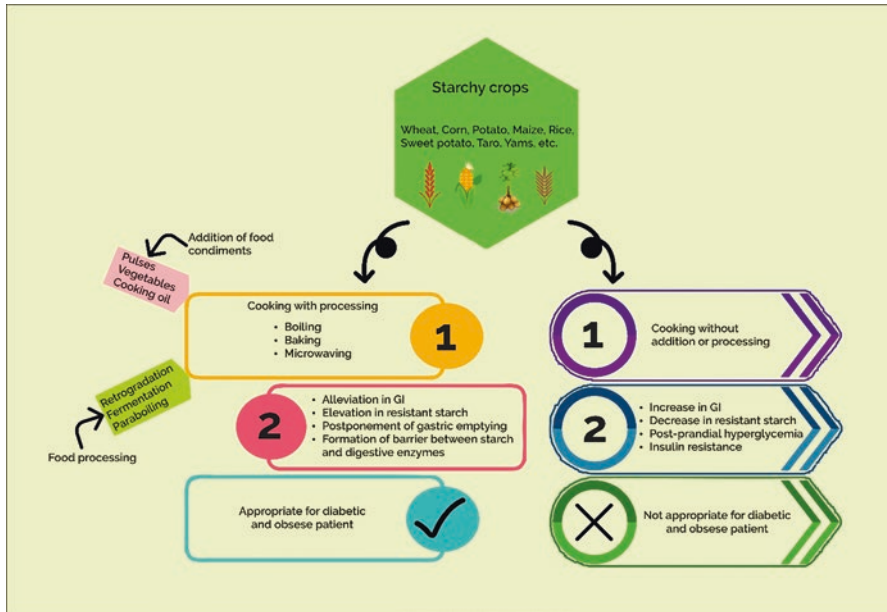 Starchy crops
Wheat, Corn, Potato, Maize, Rice,
Sweet potato, Taro, Yams, etc.
Addition of food
condiments
Pulses
Vegetables
Cooking oil
Cooking with processing
• Boiling
• Baking
• Microwaving
1
Retrogradation
Fermentation
Paraboiling
Food processing
2
• Alleviation in GI
• Elevation in resistant starch
• Postponement of gastric emptying
• Formation of barrier between starch
and digestive enzymes
Appropriate for diabetic
and obsese patient
1
Cooking without
addition or processing
2
• Increase in GI
• Decrease in resistant starch
• Post-prandial hyperglycemia
• Insulin resistance
Not appropriate for diabetic
and obsese patient